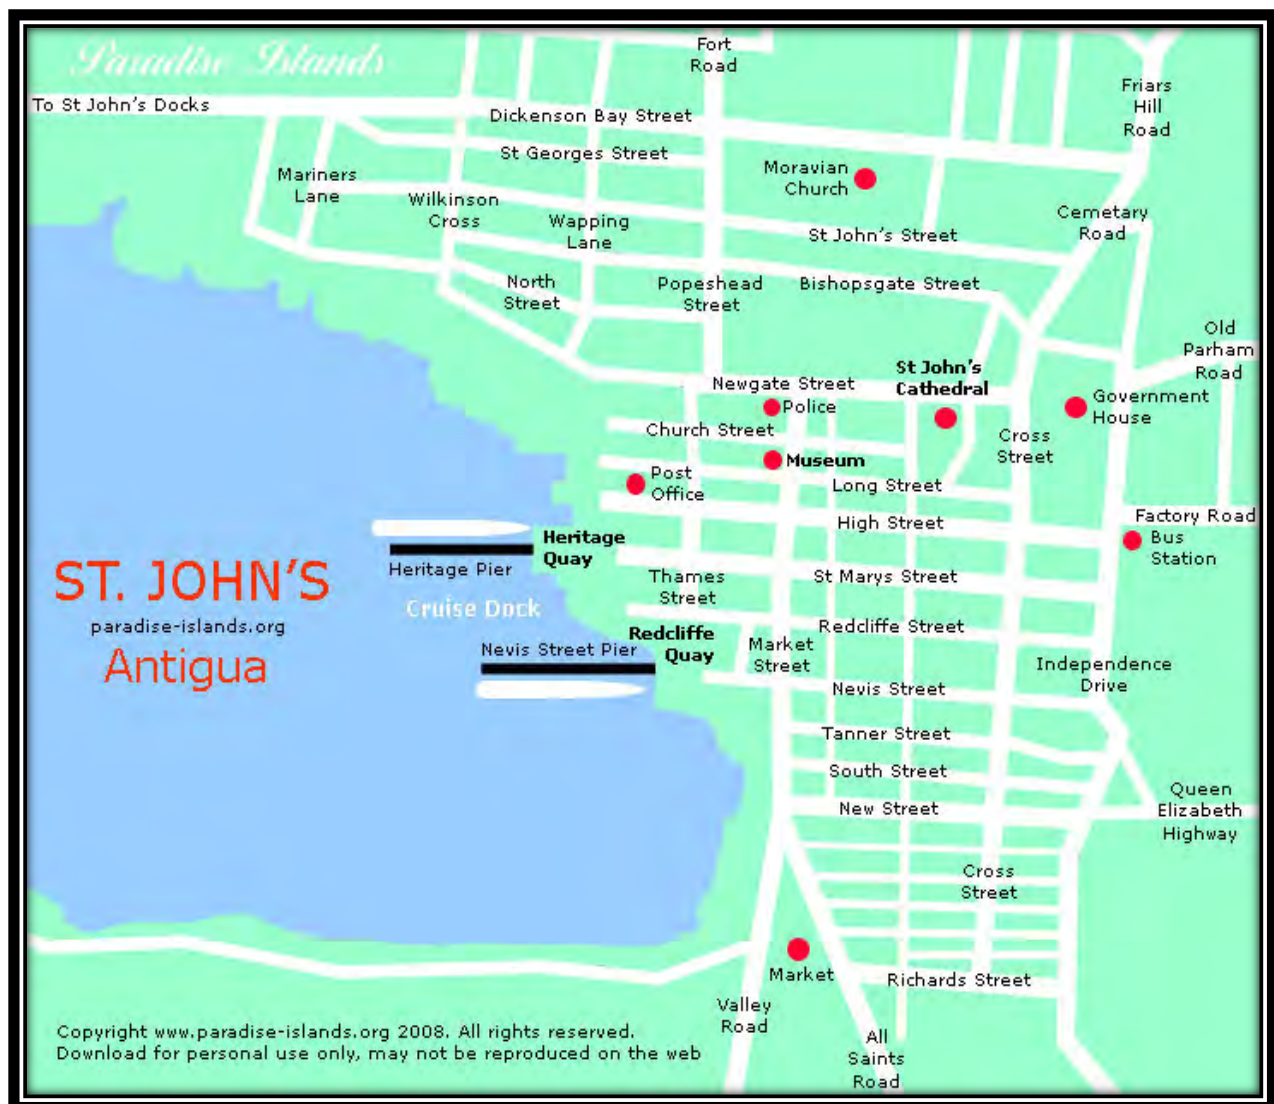 Paradise Islands
Fort
Road
To St John's Docks
Dickenson Bay Street
Friars
Hill
Road
St Georges Street
Moravian
Church
Mariners
Lane
Wilkinson
Cross
Wapping
Lane
Cemetary
Road
St John's Street
North
Street
Popeshead
Street
Bishopsgate Street
Old
Parham
Road
St John's
Cathedral
Newgate Street
Police
Government
House
Church Street
Cross
Street
Museum
Post
Office
Long Street
High Street
Factory Road
Bus
Station
Heritage
Quay
Heritage Pier
ST. JOHN'S
paradise-islands.org
Antigua
Cruise Dock
Thames
Street
St Marys Street
Redcliffe
Quay
Redcliffe Street
Nevis Street Pier
Market
Street
Independence
Drive
Nevis Street
Tanner Street
South Street
New Street
Queen
Elizabeth
Highway
Cross
Street
Market
Richards Street
Valley
Road
All
Saints
Road
Copyright www.paradise-islands.org 2008. All rights reserved.
Download for personal use only, may not be reproduced on the web